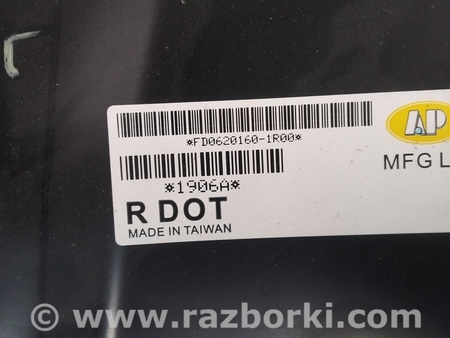 *FD0620160-1R00*
AP
*1906A*
MFG L
R DOT
MADE IN TAIWAN
© www.razborki.com